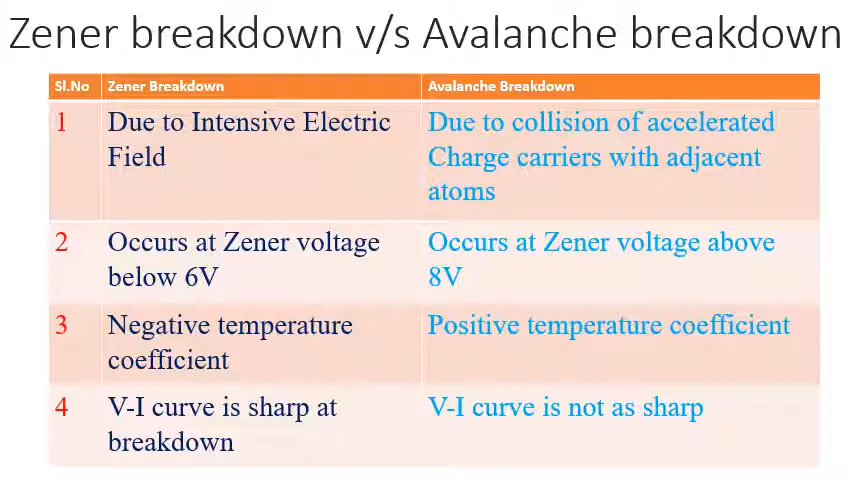 Zener breakdown v/s Avalanche breakdown
Sl.No Zener Breakdown Avalanche Breakdown
1 Due to Intensive Electric Due to collision of accelerated
Field Charge carriers with adjacent
atoms
2 Occurs at Zener voltage Occurs at Zener voltage above
below 6V 8V
3 Negative temperature Positive temperature coefficient
coefficient
4 V-I curve is sharp at V-I curve is not as sharp
breakdown